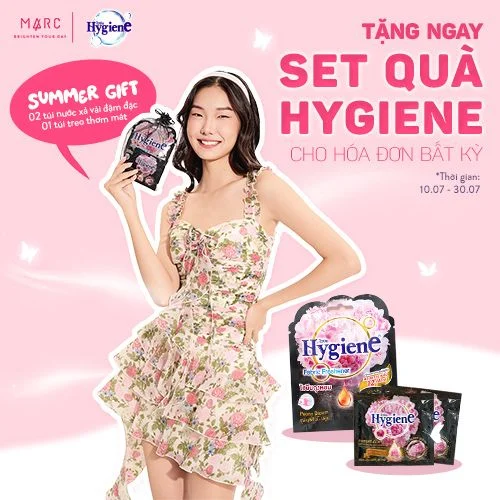 MARC
BRIGHTEN YOUR DAY
Hygiene
TẶNG NGAY
SET QUÀ
HYGIENE
CHO HÓA ĐƠN BẤT KỲ
*Thời gian:
10.07 - 30.07
SUMMER GIFT
02 túi nước xả vải đậm đặc
01 túi treo thơm mát
Hygiene
Fabric Freshener
Peony Bloom
Hygiene
Hygiene